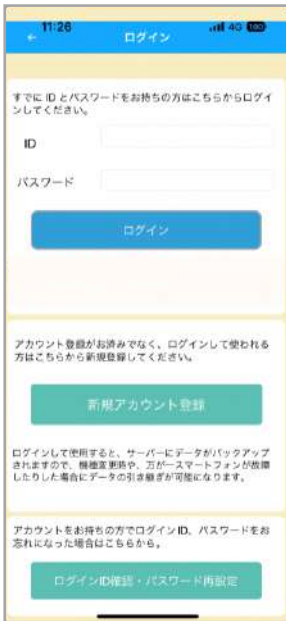 11:26
4G 100
← ログイン
すでに ID とパスワードをお持ちの方はこちらからログイ
ンしてください。
ID
パスワード
ログイン
アカウント登録がお済みでなく、ログインして使われる
方はこちらから新規登録してください。
新規アカウント登録
ログインして使用すると、サーバーにデータがバックアップ
されますので、機種変更時や、万が一スマートフォンが故障
したりした場合にデータの引き継ぎが可能になります。
アカウントをお持ちの方でログインID、パスワードをお
忘れになった場合はこちらから。
ログインID確認・パスワード再設定